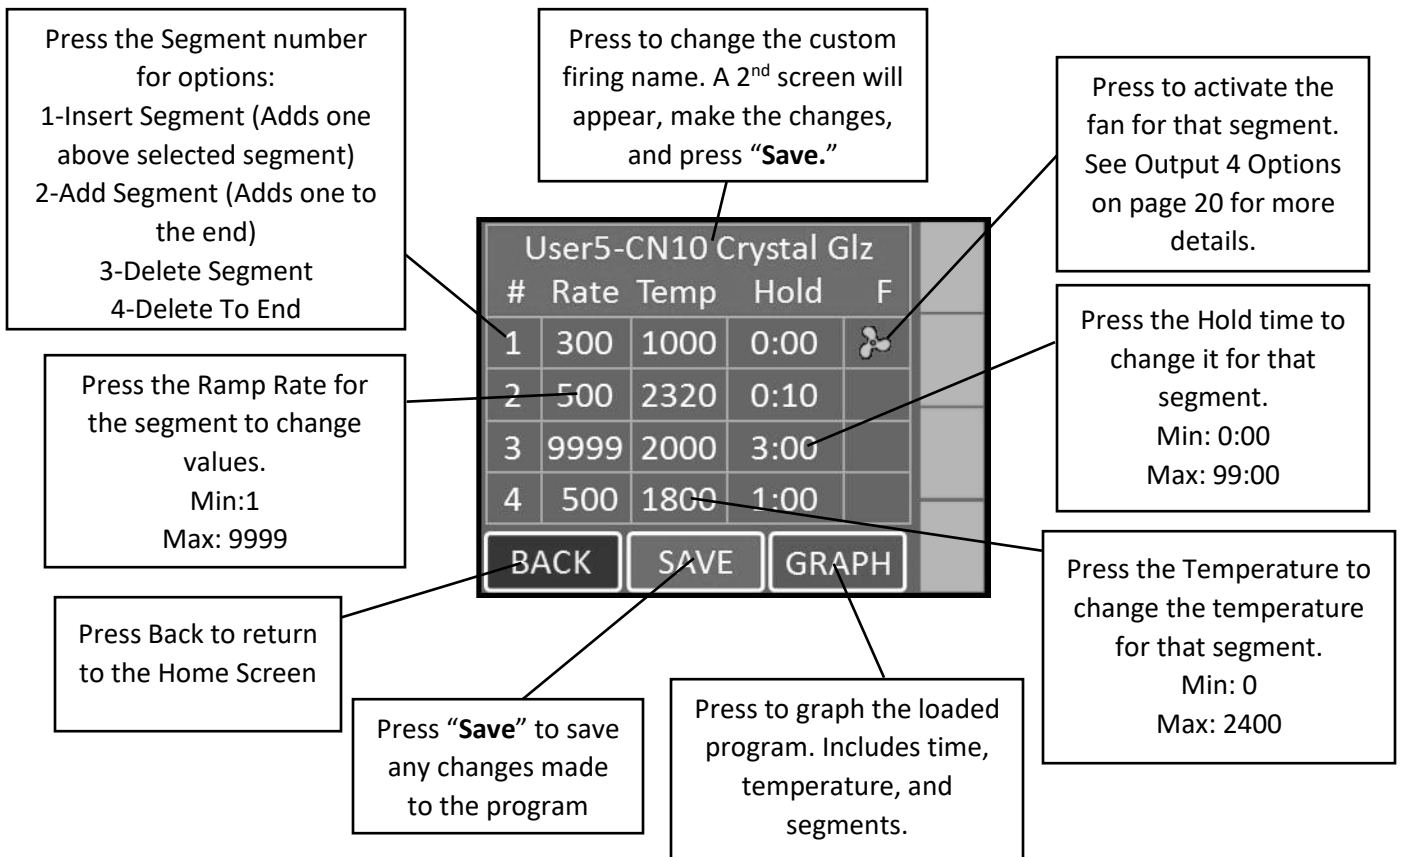 Press the Segment number
for options:
1-Insert Segment (Adds one
above selected segment)
2-Add Segment (Adds one to
the end)
3-Delete Segment
4-Delete To End
Press to change the custom
firing name. A 2nd screen will
appear, make the changes,
and press “Save.”
Press to activate the
fan for that segment.
See Output 4 Options
on page 20 for more
details.
Press the Ramp Rate for
the segment to change
values.
Min:1
Max: 9999
User5-CN10 Crystal Glz
# Rate Temp Hold F
1 300 1000 0:00
2 500 2320 0:10
3 9999 2000 3:00
4 500 1800 1:00
BACK SAVE GRAPH
Press the Hold time to
change it for that
segment.
Min: 0:00
Max: 99:00
Press the Temperature to
change the temperature
for that segment.
Min: 0
Max: 2400
Press Back to return
to the Home Screen
Press “Save” to save
any changes made
to the program
Press to graph the loaded
program. Includes time,
temperature, and
segments.